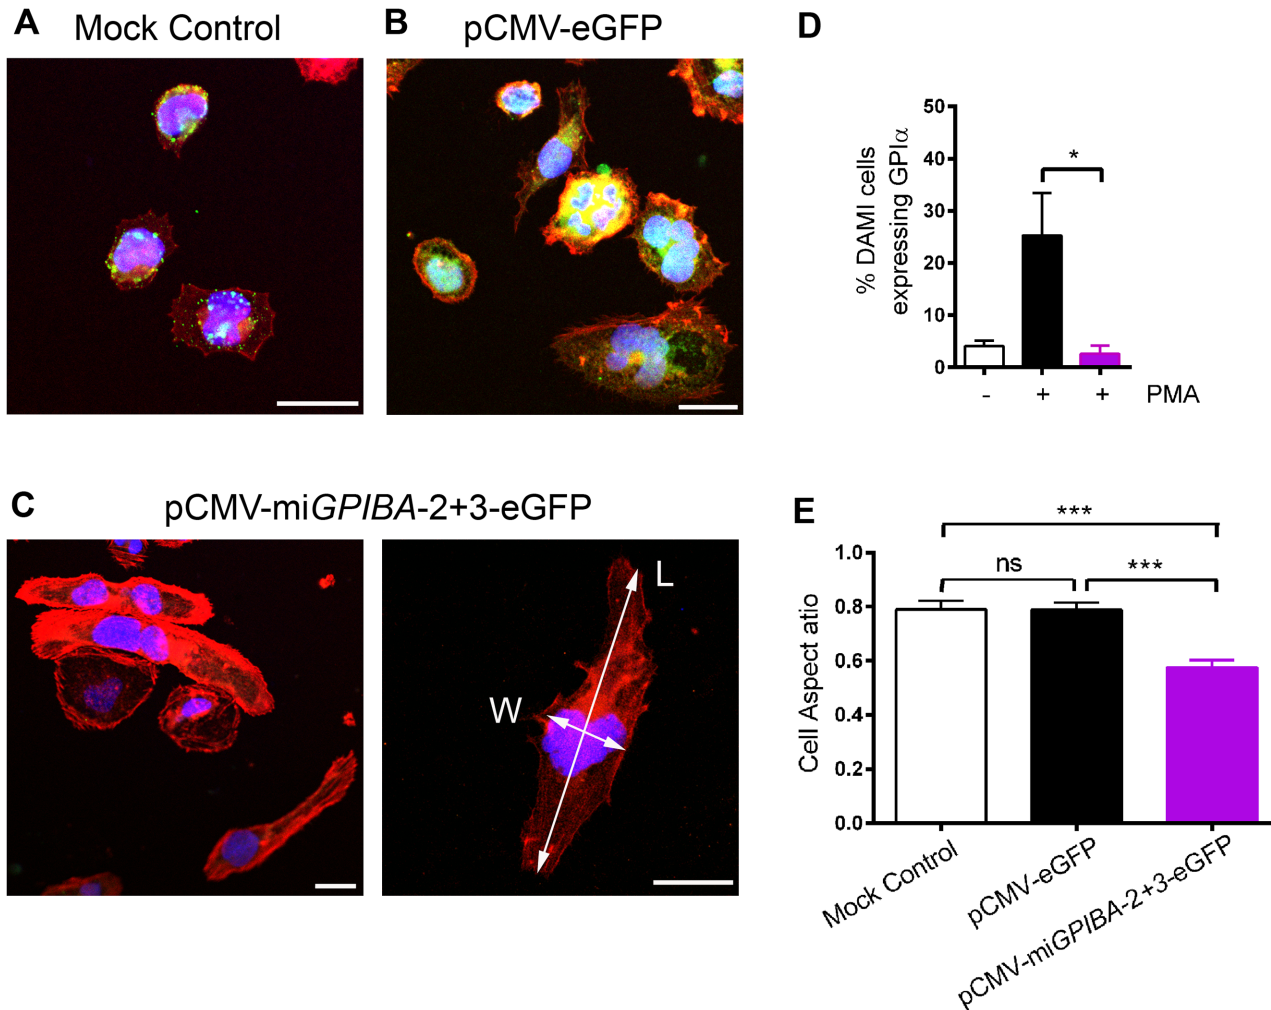 A Mock Control
B pCMV-eGFP
D
% DAMI cells
expressing GPIα
50
40
30
20
10
0
*
- + + PMA
C pCMV-miGPIBA-2+3-eGFP
L
W
E
Cell Aspect atio
1.0
0.8
0.6
0.4
0.2
0.0
***
ns ***
Mock Control
pCMV-eGFP
pCMV-miGPIBA-2+3-eGFP